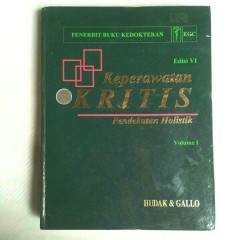 PENERBIT BUKU KEDOKTERAN EGC
Edisi VI
Keperawatan
KRITIS
Pendekatan Holistik
Volume I
HUDAK & GALLO